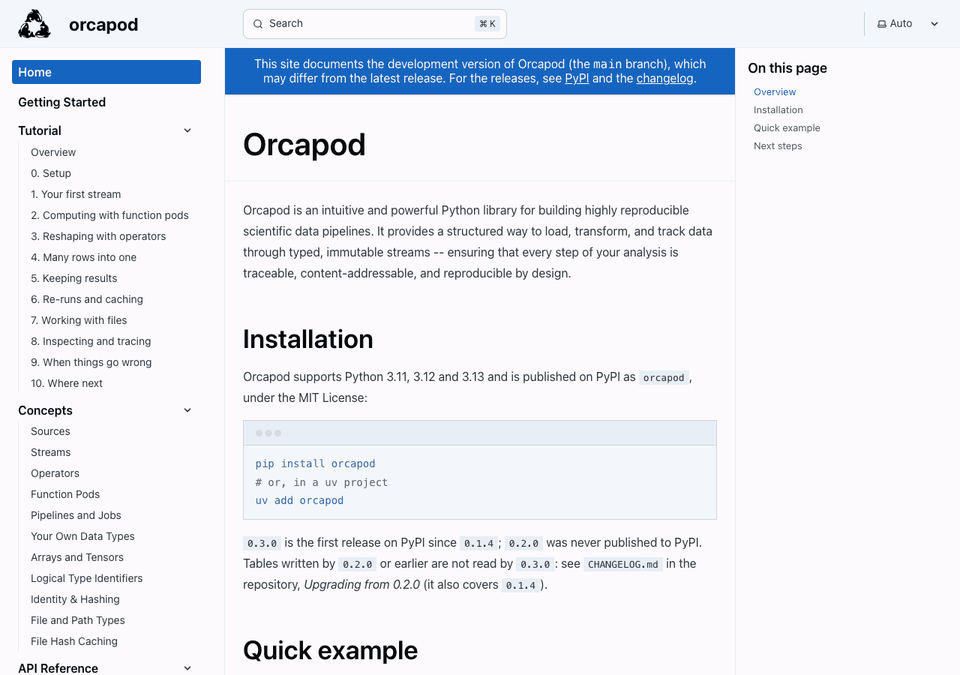 orcapod
Search
⌘ K
Auto
Home
Getting Started
Tutorial
Overview
0. Setup
1. Your first stream
2. Computing with function pods
3. Reshaping with operators
4. Many rows into one
5. Keeping results
6. Re-runs and caching
7. Working with files
8. Inspecting and tracing
9. When things go wrong
10. Where next
Concepts
Sources
Streams
Operators
Function Pods
Pipelines and Jobs
Your Own Data Types
Arrays and Tensors
Logical Type Identifiers
Identity & Hashing
File and Path Types
File Hash Caching
API Reference
This site documents the development version of Orcapod (the main branch), which
may differ from the latest release. For the releases, see PyPI and the changelog.
Orcapod
Orcapod is an intuitive and powerful Python library for building highly reproducible
scientific data pipelines. It provides a structured way to load, transform, and track data
through typed, immutable streams -- ensuring that every step of your analysis is
traceable, content-addressable, and reproducible by design.
Installation
Orcapod supports Python 3.11, 3.12 and 3.13 and is published on PyPI as orcapod,
under the MIT License:
pip install orcapod
# or, in a uv project
uv add orcapod
0.3.0 is the first release on PyPI since 0.1.4; 0.2.0 was never published to PyPI.
Tables written by 0.2.0 or earlier are not read by 0.3.0: see CHANGELOG.md in the
repository, Upgrading from 0.2.0 (it also covers 0.1.4).
Quick example
On this page
Overview
Installation
Quick example
Next steps